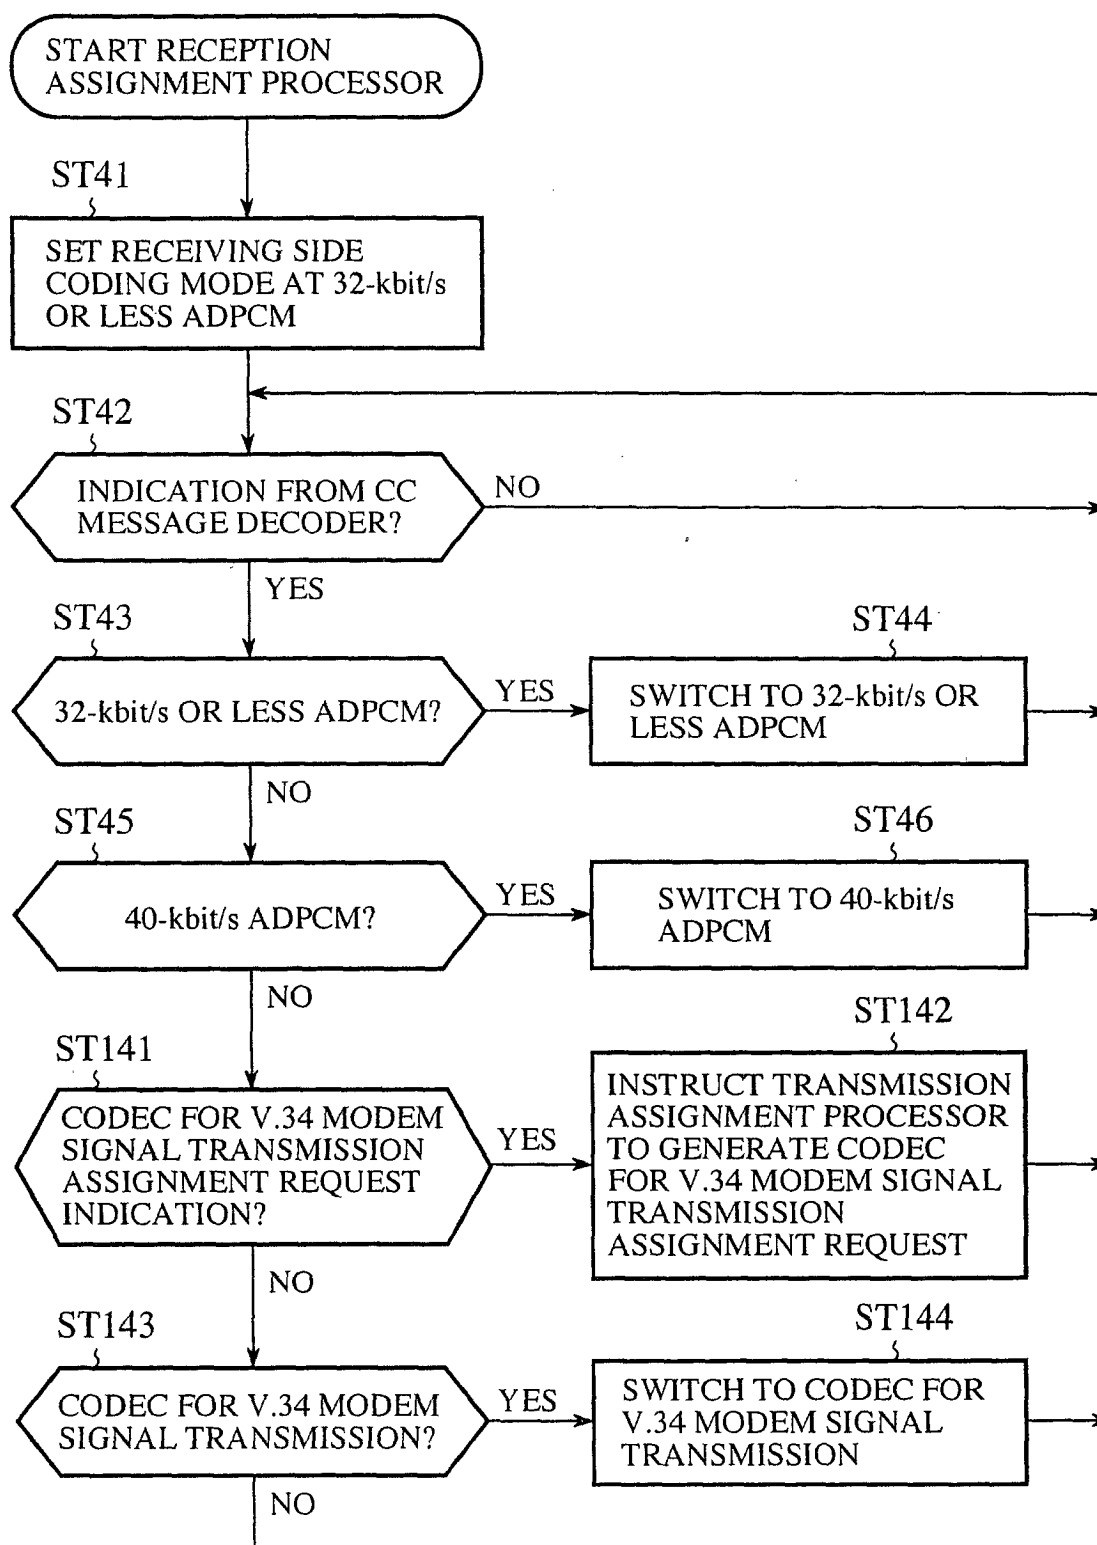 START RECEPTION
ASSIGNMENT PROCESSOR
ST41
SET RECEIVING SIDE
CODING MODE AT 32-kbit/s
OR LESS ADPCM
ST42
INDICATION FROM CC
MESSAGE DECODER?
NO
YES
ST43
32-kbit/s OR LESS ADPCM?
YES
ST44
SWITCH TO 32-kbit/s OR
LESS ADPCM
NO
ST45
40-kbit/s ADPCM?
YES
ST46
SWITCH TO 40-kbit/s
ADPCM
NO
ST141
CODEC FOR V.34 MODEM
SIGNAL TRANSMISSION
ASSIGNMENT REQUEST
INDICATION?
YES
ST142
INSTRUCT TRANSMISSION
ASSIGNMENT PROCESSOR
TO GENERATE CODEC
FOR V.34 MODEM SIGNAL
TRANSMISSION
ASSIGNMENT REQUEST
NO
ST143
CODEC FOR V.34 MODEM
SIGNAL TRANSMISSION?
YES
ST144
SWITCH TO CODEC FOR
V.34 MODEM SIGNAL
TRANSMISSION
NO